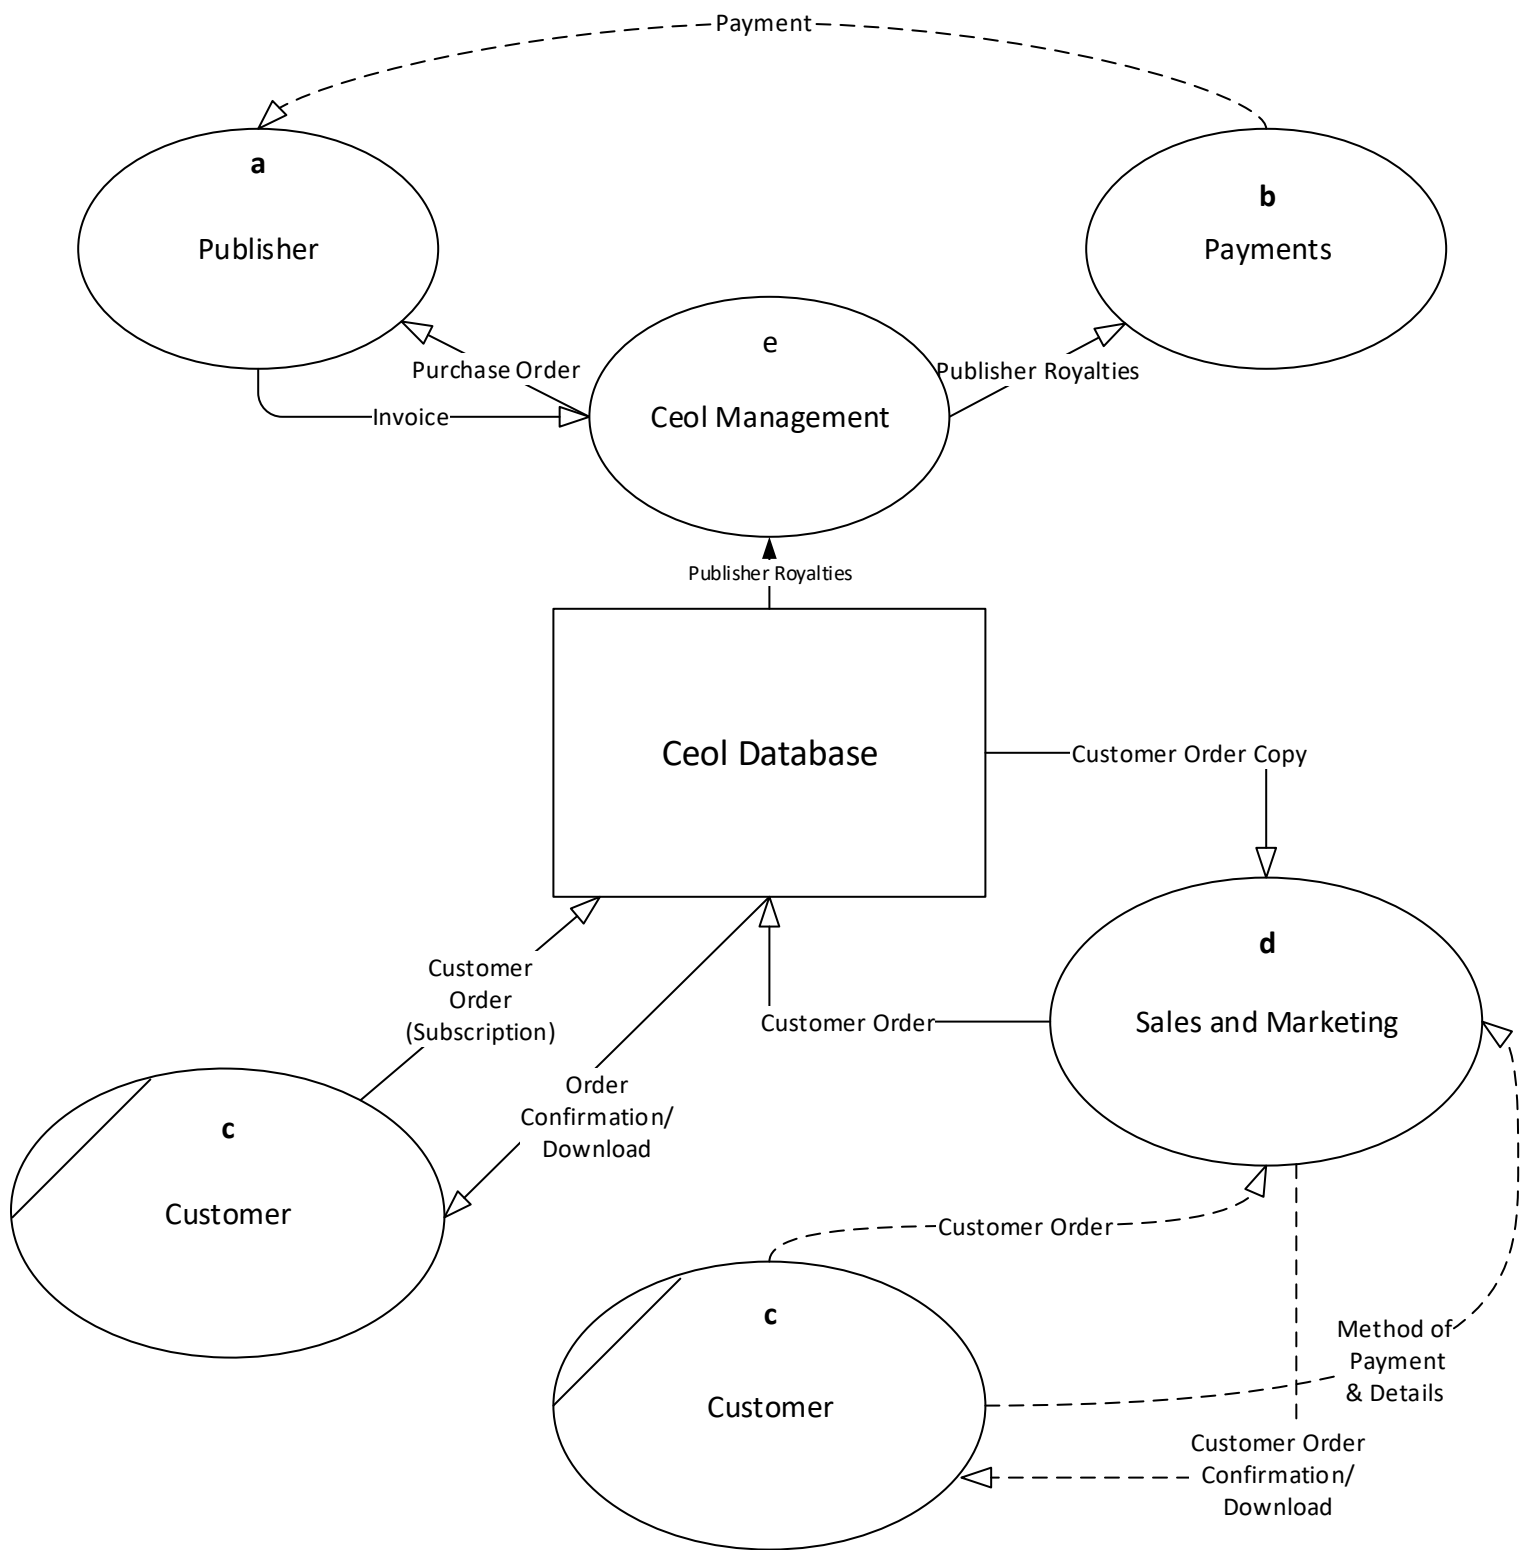 Payment
a
Publisher
b
Payments
Purchase Order
Invoice
e
Ceol Management
Publisher Royalties
Publisher Royalties
Ceol Database
Customer Order Copy
Customer
Order
(Subscription)
Order
Confirmation/
Download
Customer Order
d
Sales and Marketing
c
Customer
Customer Order
c
Customer
Method of
Payment
& Details
Customer Order
Confirmation/
Download